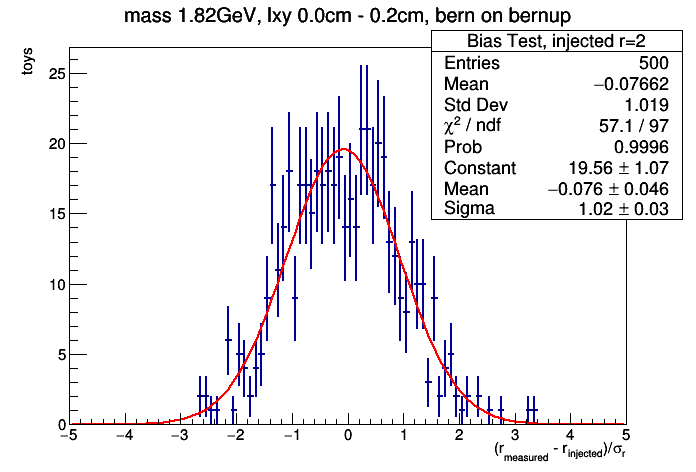 mass 1.82GeV, lxy 0.0cm - 0.2cm, bern on bernup
toys
Bias Test, injected r=2
Entries 500
Mean −0.07662
Std Dev 1.019
χ² / ndf 57.1 / 97
Prob 0.9996
Constant 19.56 ± 1.07
Mean −0.076 ± 0.046
Sigma 1.02 ± 0.03
25
20
15
10
5
0
−5 −4 −3 −2 −1 0 1 2 3 4 5
(r_measured - r_injected)/σ_r